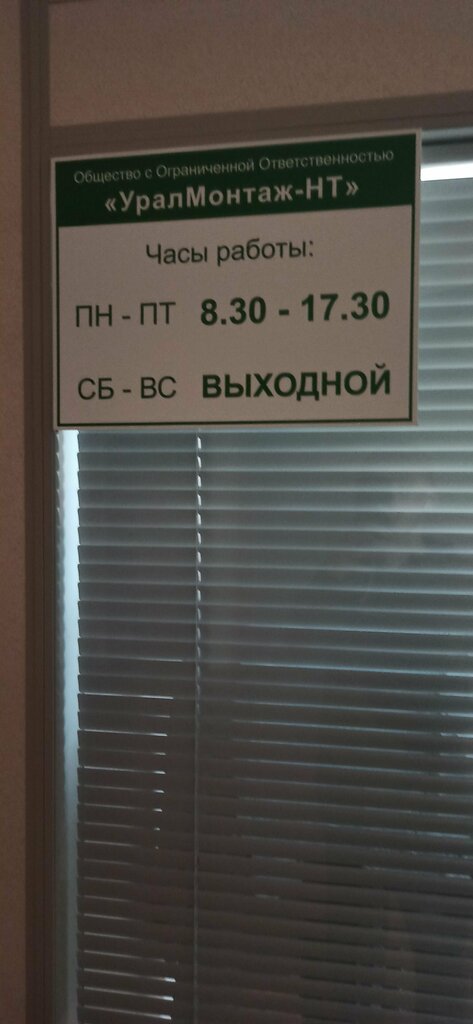 Общество с Ограниченной Ответственностью
«УралМонтаж-НТ»
Часы работы:
ПН - ПТ 8.30 - 17.30
СБ - ВС ВЫХОДНОЙ